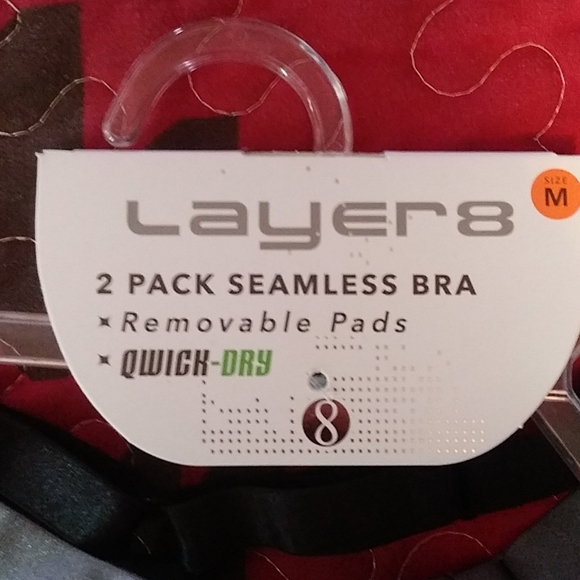 SIZE
M
Layer8
2 PACK SEAMLESS BRA
Removable Pads
QWICK-DRY
8